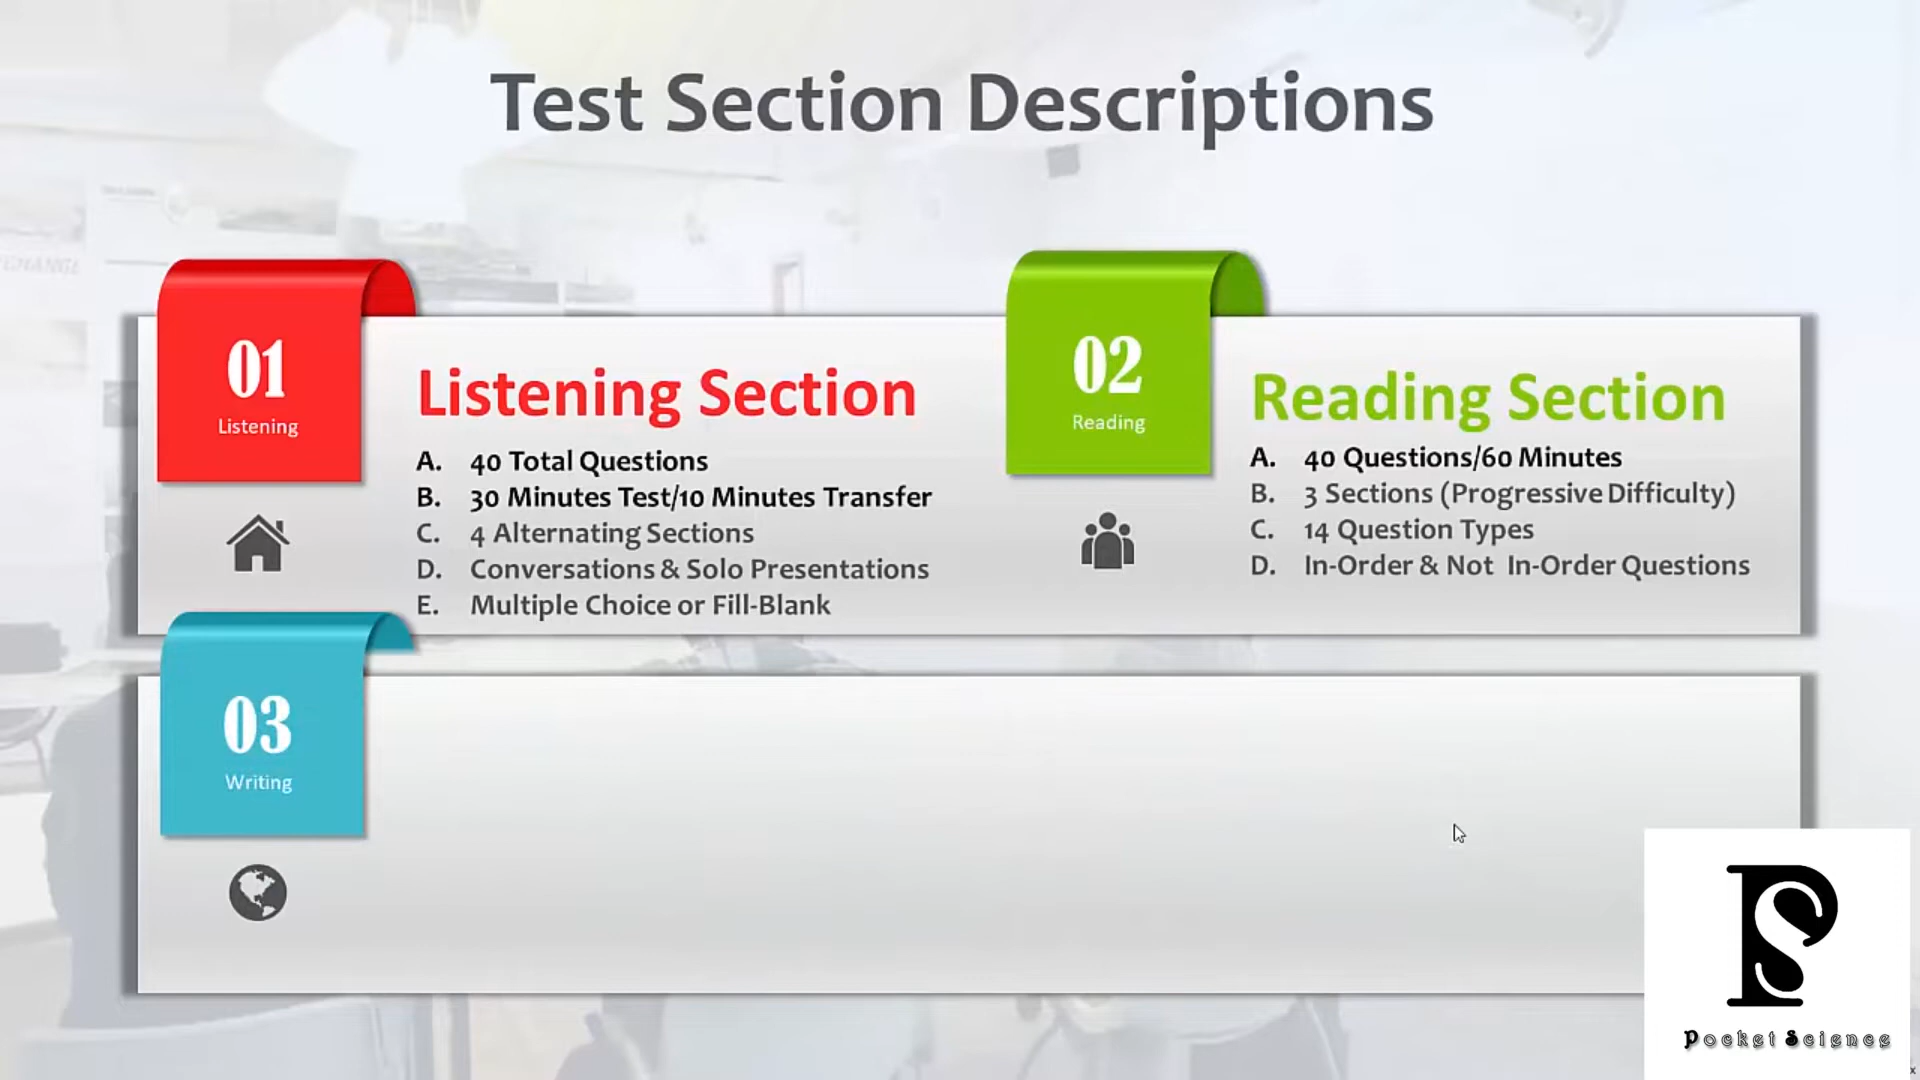 Test Section Descriptions
01
Listening
Listening Section
A. 40 Total Questions
B. 30 Minutes Test/10 Minutes Transfer
C. 4 Alternating Sections
D. Conversations & Solo Presentations
E. Multiple Choice or Fill-Blank
02
Reading
Reading Section
A. 40 Questions/60 Minutes
B. 3 Sections (Progressive Difficulty)
C. 14 Question Types
D. In-Order & Not In-Order Questions
03
Writing
PS
Pocket Science